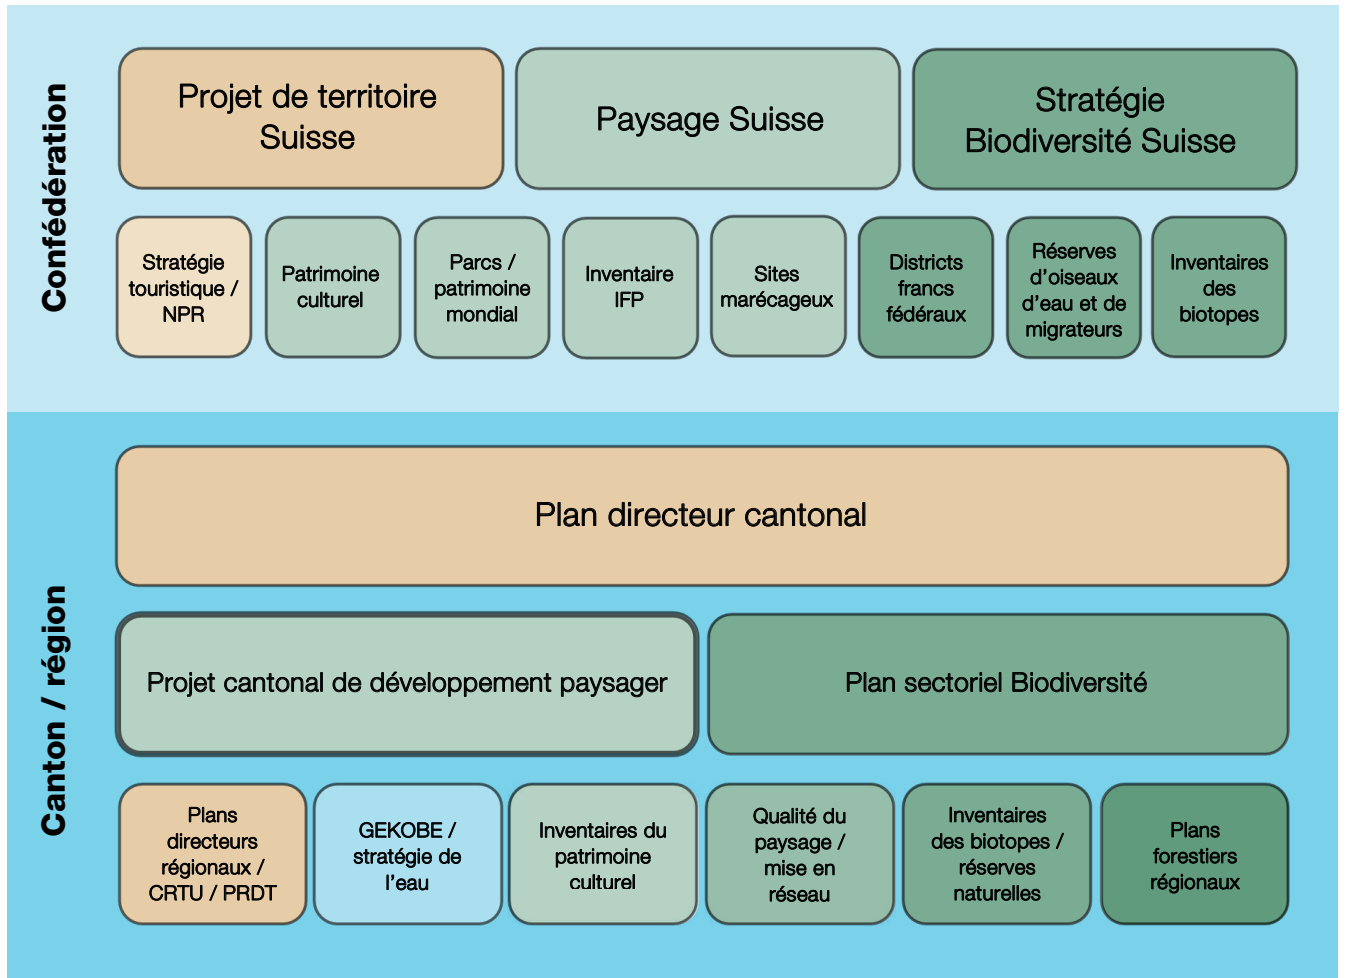 Confédération
Projet de territoire
Suisse
Paysage Suisse
Stratégie
Biodiversité Suisse
Stratégie
touristique /
NPR
Patrimoine
culturel
Parcs /
patrimoine
mondial
Inventaire
IFP
Sites
marécageux
Districts
francs
fédéraux
Réserves
d’oiseaux
d’eau et de
migrateurs
Inventaires
des
biotopes
Canton / région
Plan directeur cantonal
Projet cantonal de développement paysager
Plan sectoriel Biodiversité
Plans
directeurs
régionaux /
CRTU / PRDT
GEKOBE /
stratégie de
l’eau
Inventaires du
patrimoine
culturel
Qualité du
paysage /
mise en
réseau
Inventaires
des biotopes /
réserves
naturelles
Plans
forestiers
régionaux